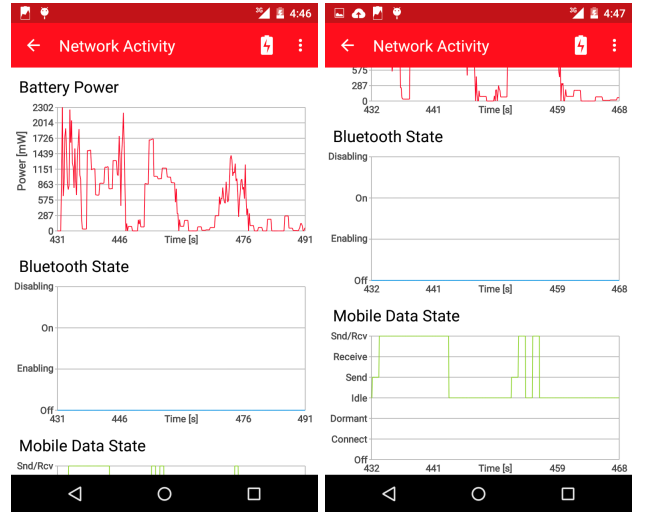 3G 4:46
Network Activity
Battery Power
Power [mW]
2302
2014
1726
1439
1151
863
575
287
0
431 446 Time [s] 476 491
Bluetooth State
Disabling
On
Enabling
Off
431 446 Time [s] 476 491
Mobile Data State
Snd/Rcv
3G 4:47
Network Activity
575
287
0
432 441 Time [s] 459 468
Bluetooth State
Disabling
On
Enabling
Off
432 441 Time [s] 459 468
Mobile Data State
Snd/Rcv
Receive
Send
Idle
Dormant
Connect
Off
432 441 Time [s] 459 468